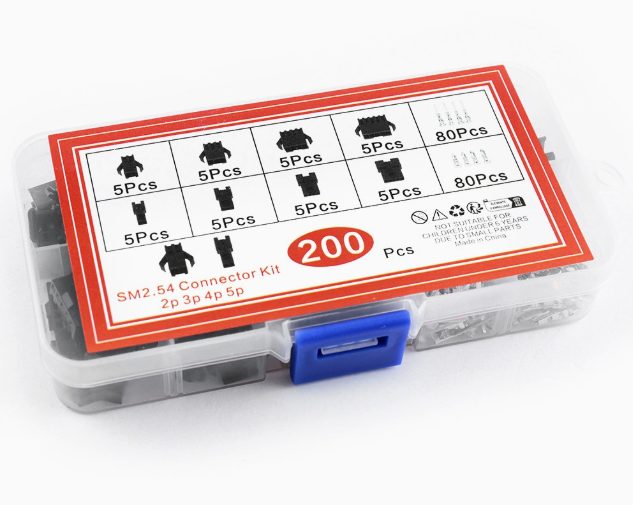 5Pcs 5Pcs 5Pcs 5Pcs 80Pcs
5Pcs 5Pcs 5Pcs 5Pcs 80Pcs
SM2.54 Connector Kit
2p 3p 4p 5p
200 Pcs
NOT SUITABLE FOR
CHILDREN UNDER 6 YEARS
DUE TO SMALL PARTS
Made in China